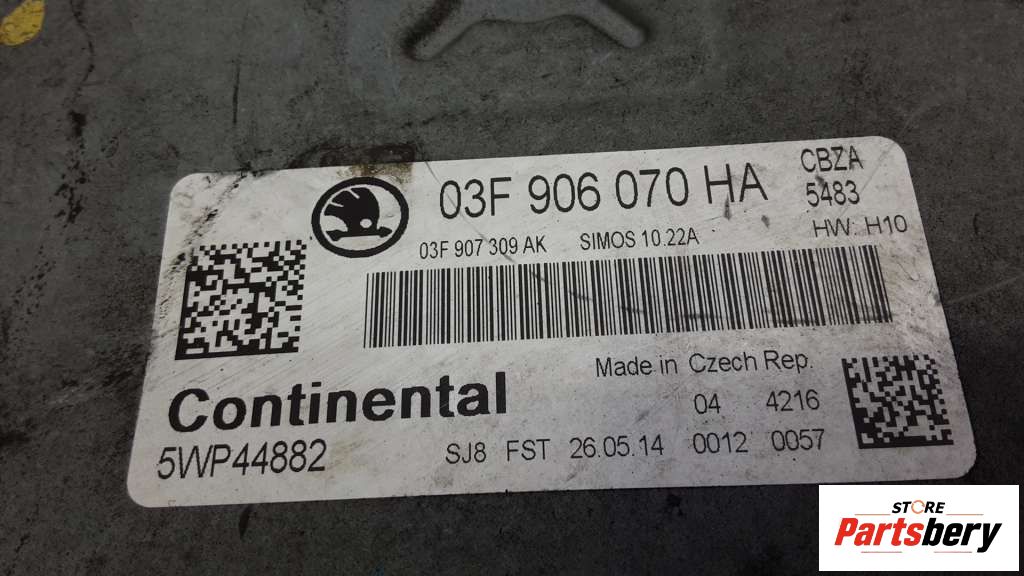 03F 906 070 HA
CBZA
5483
03F 907 309 AK SIMOS 10.22A HW: H10
Made in Czech Rep.
Continental
04 4216
5WP44882
SJ8 FST 26.05.14 0012 0057
STORE
Partsbery